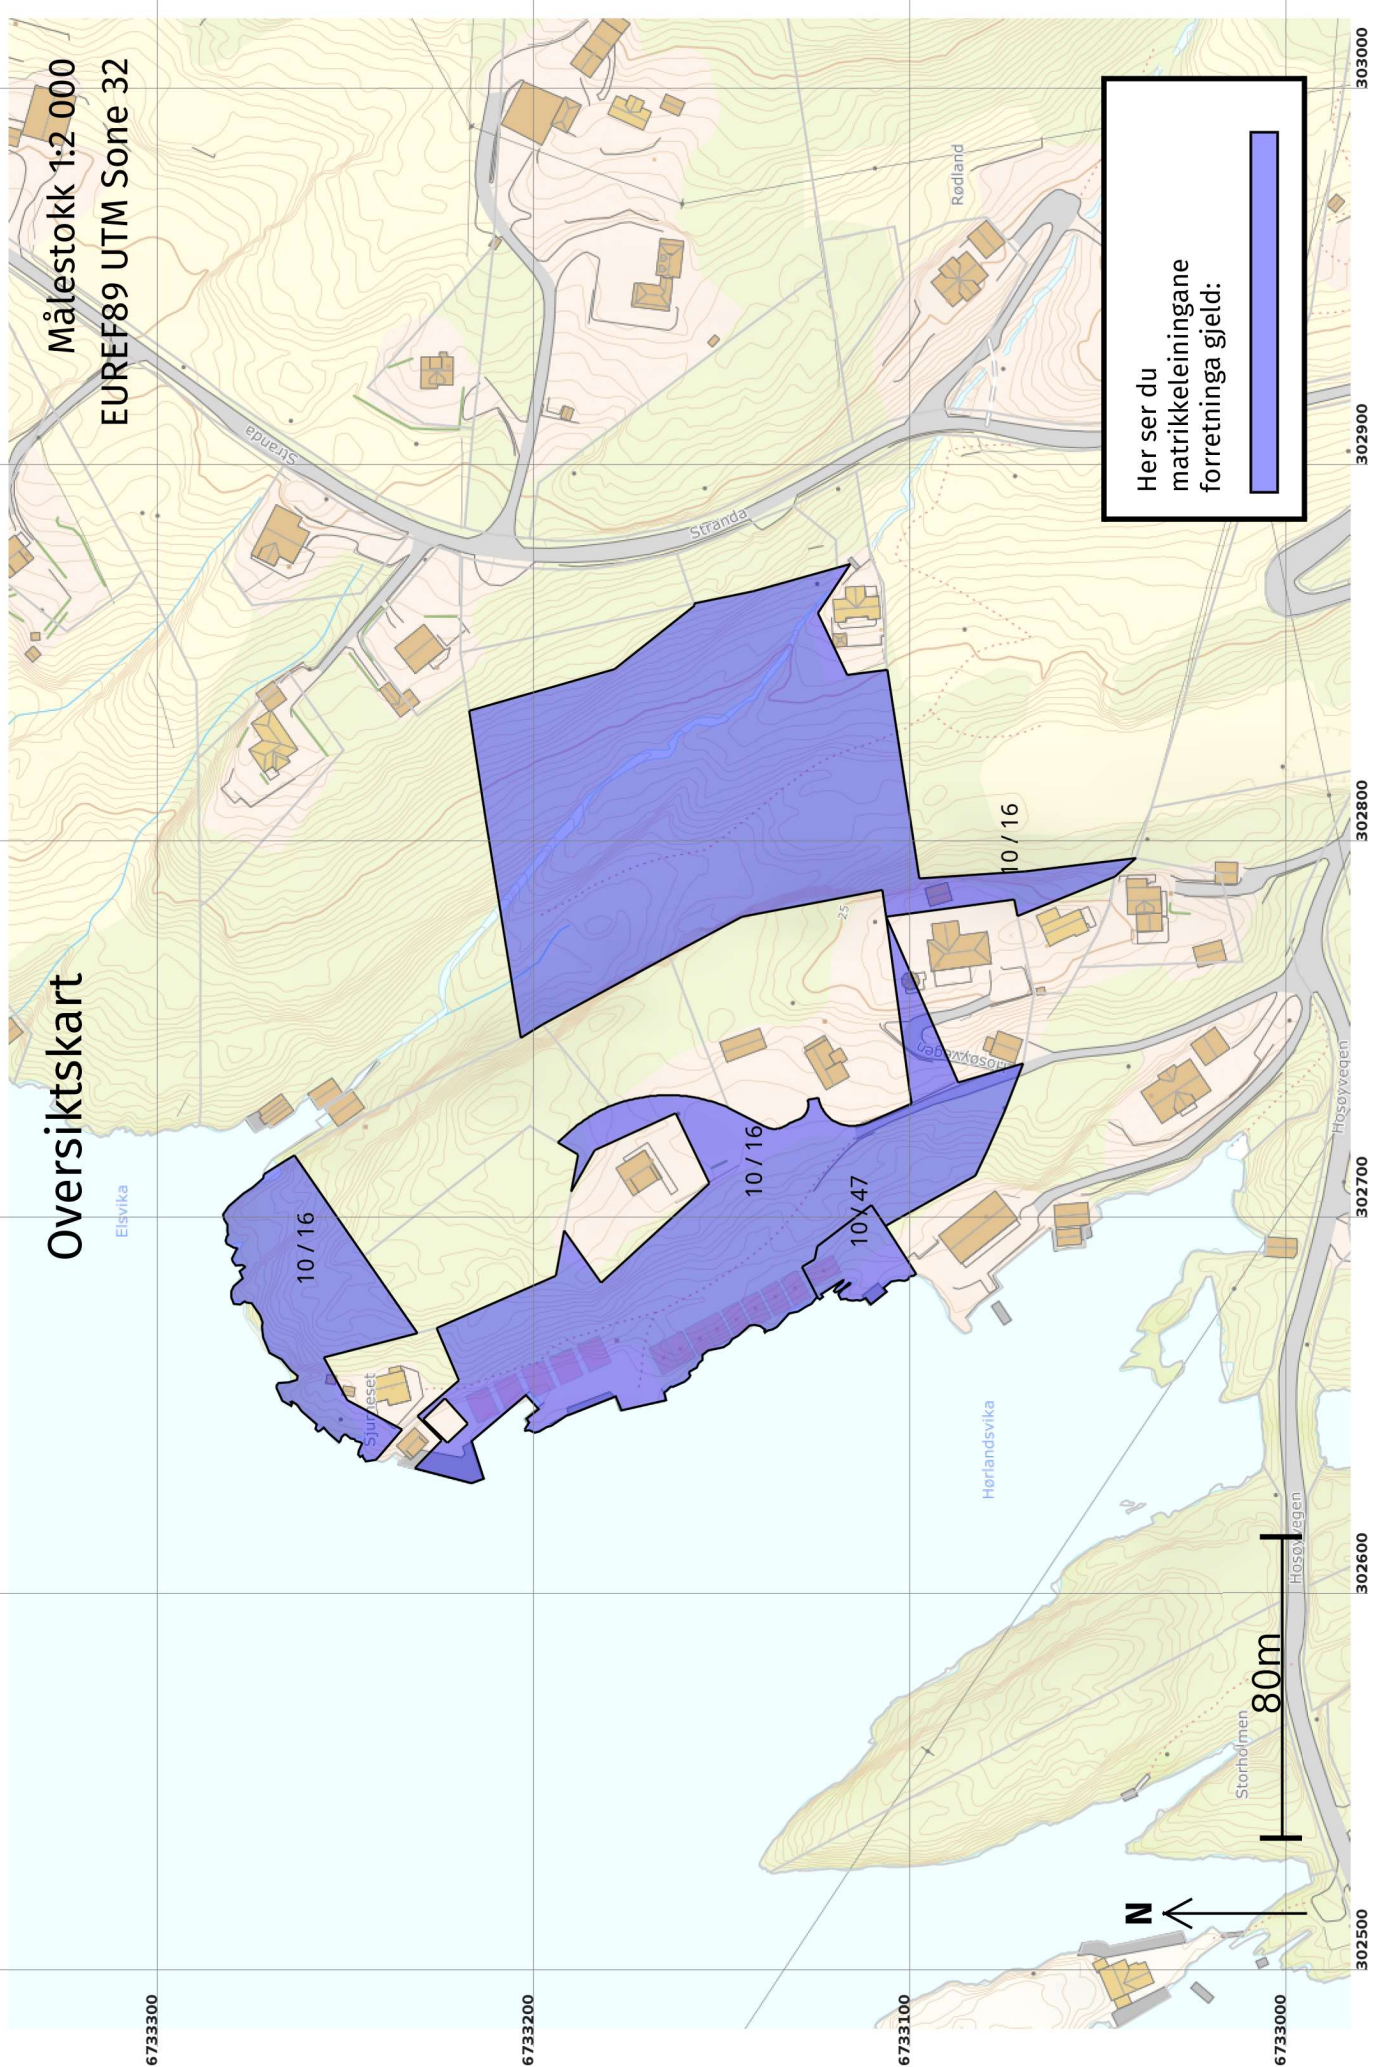 Oversiktskart
Målestokk 1:2 000
EUREF89 UTM Sone 32
Elsvika
10 / 16
Sjurneset
10 / 16
10 / 47
10 / 16
25
Hosøyvegen
Stranda
Stranda
Rødland
Hørlandsvika
Storholmen
Hosøyvegen
Hosøyvegen
Her ser du
matrikkeleiningane
forretninga gjeld:
80m
N
6733300
6733200
6733100
6733000
302500
302600
302700
302800
302900
303000